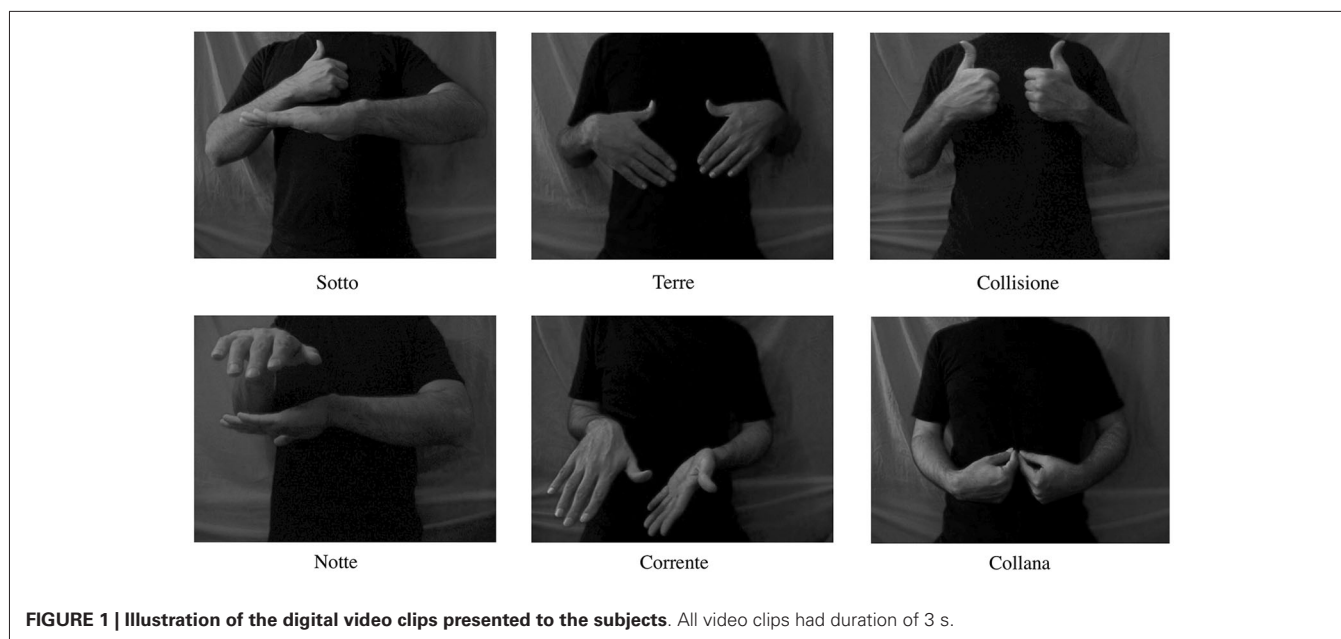 Sotto
Terre
Collisione
Notte
Corrente
Collana
FIGURE 1 | Illustration of the digital video clips presented to the subjects. All video clips had duration of 3 s.